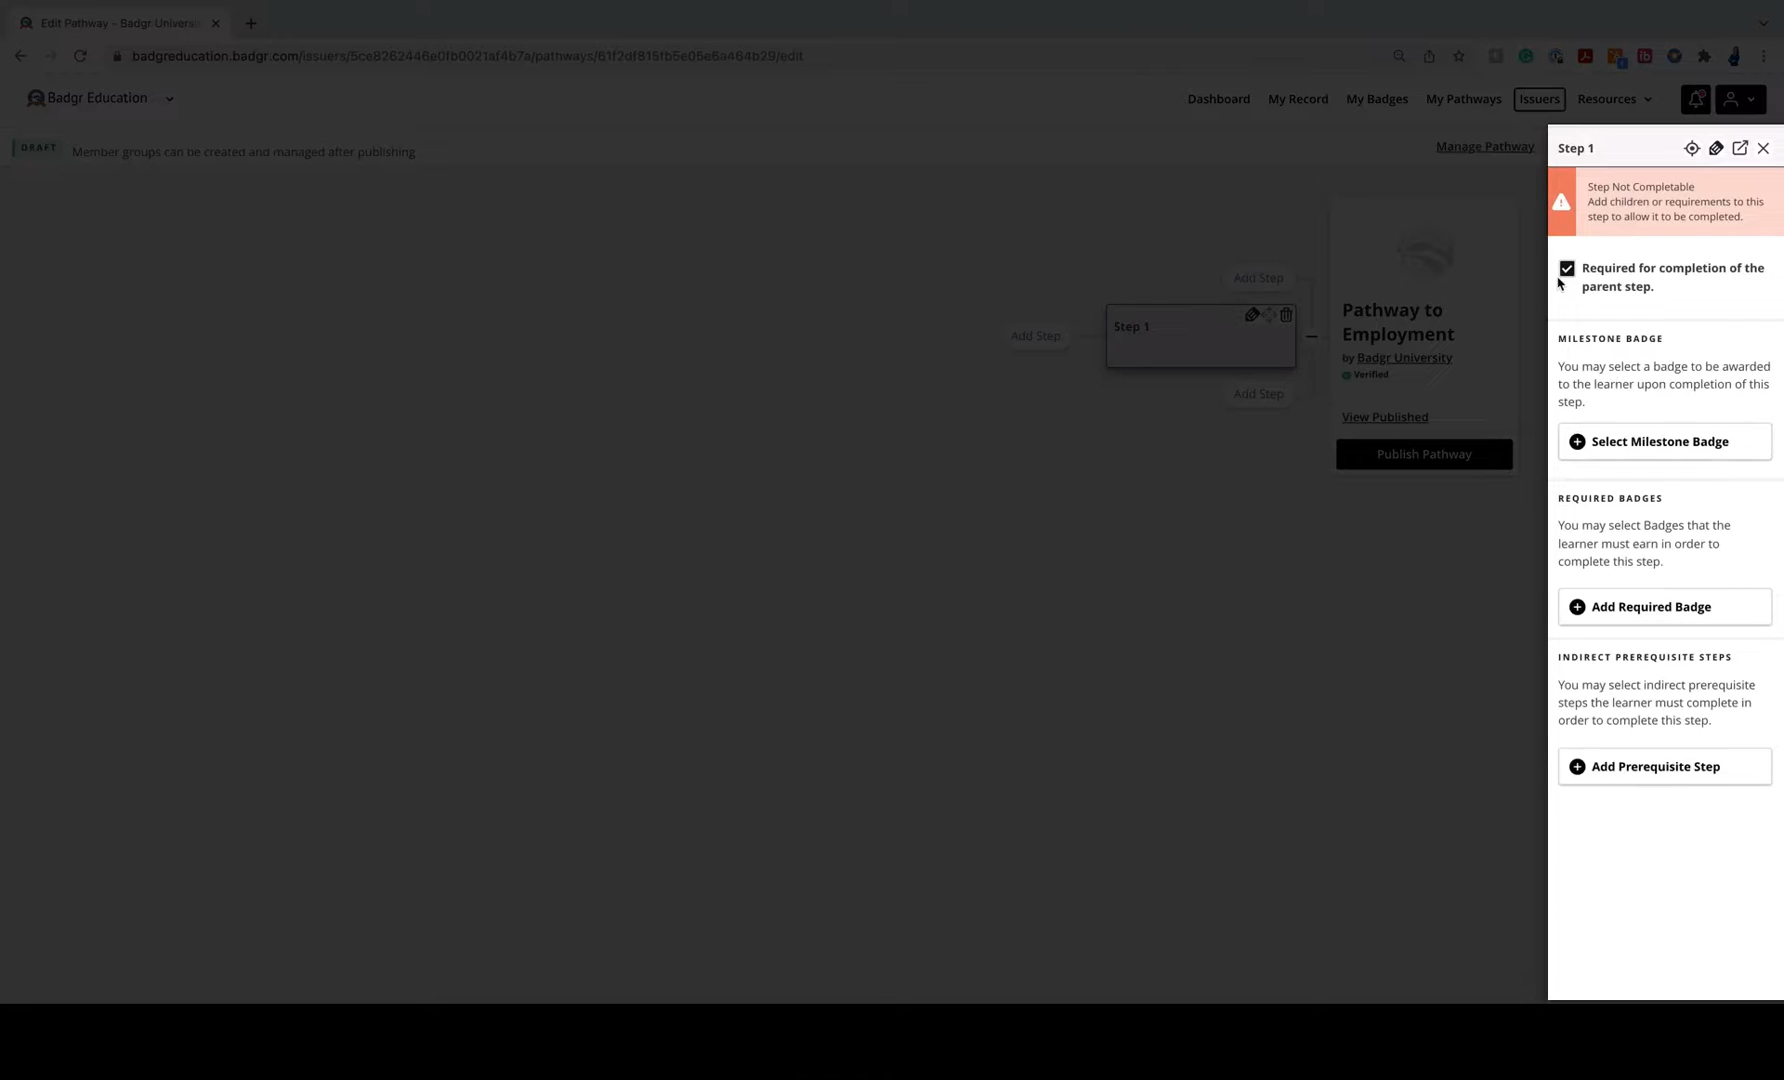 Edit Pathway – Badgr Univers
badgreducation.badgr.com/issuers/5ce8262446e0fb0021af4b7a/pathways/61f2df815fb5e05e6a464b29/edit
Badgr Education
Dashboard
My Record
My Badges
My Pathways
Issuers
Resources
DRAFT
Member groups can be created and managed after publishing
Manage Pathway
Add Step
Step 1
Add Step
Add Step
Pathway to
Employment
by Badgr University
Verified
View Published
Publish Pathway
Step 1
Step Not Completable
Add children or requirements to this
step to allow it to be completed.
Required for completion of the
parent step.
MILESTONE BADGE
You may select a badge to be awarded
to the learner upon completion of this
step.
Select Milestone Badge
REQUIRED BADGES
You may select Badges that the
learner must earn in order to
complete this step.
Add Required Badge
INDIRECT PREREQUISITE STEPS
You may select indirect prerequisite
steps the learner must complete in
order to complete this step.
Add Prerequisite Step